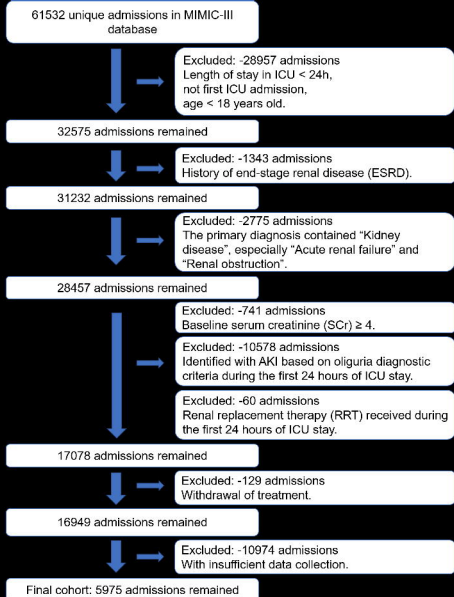 61532 unique admissions in MIMIC-III
database
Excluded: -28957 admissions
Length of stay in ICU < 24h,
not first ICU admission,
age < 18 years old.
32575 admissions remained
Excluded: -1343 admissions
History of end-stage renal disease (ESRD).
31232 admissions remained
Excluded: -2775 admissions
The primary diagnosis contained “Kidney
disease”, especially “Acute renal failure” and
“Renal obstruction”.
28457 admissions remained
Excluded: -741 admissions
Baseline serum creatinine (SCr) ≥ 4.
Excluded: -10578 admissions
Identified with AKI based on oliguria diagnostic
criteria during the first 24 hours of ICU stay.
Excluded: -60 admissions
Renal replacement therapy (RRT) received during
the first 24 hours of ICU stay.
17078 admissions remained
Excluded: -129 admissions
Withdrawal of treatment.
16949 admissions remained
Excluded: -10974 admissions
With insufficient data collection.
Final cohort: 5975 admissions remained